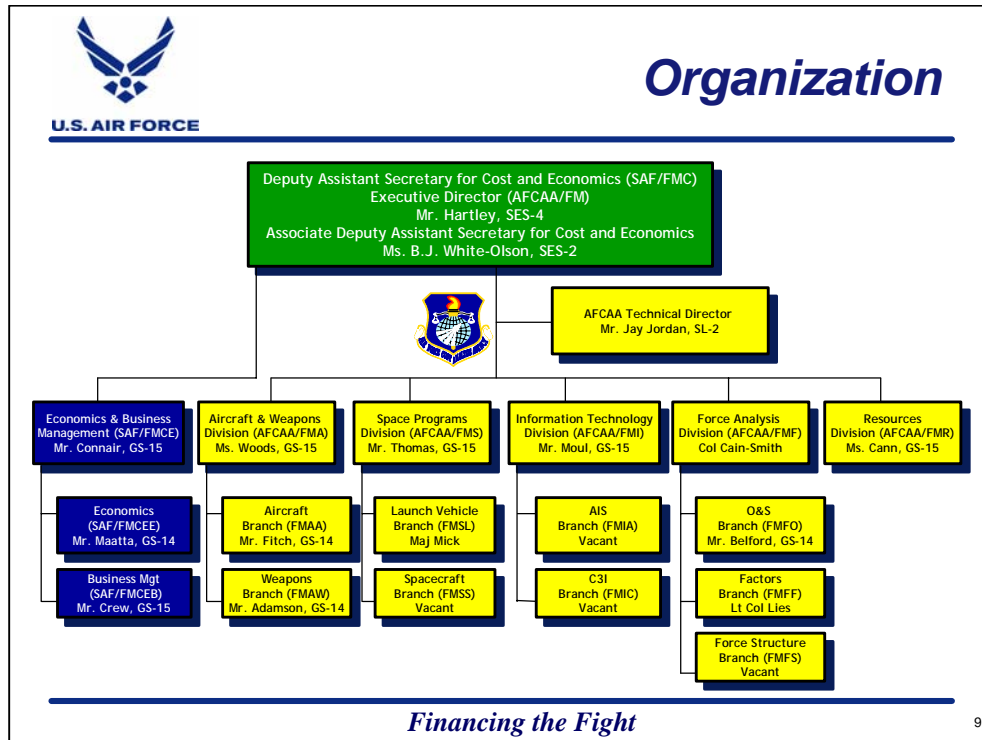 U.S. AIR FORCE
Organization
Deputy Assistant Secretary for Cost and Economics (SAF/FMC)
Executive Director (AFCAA/FM)
Mr. Hartley, SES-4
Associate Deputy Assistant Secretary for Cost and Economics
Ms. B.J. White-Olson, SES-2
AFCAA Technical Director
Mr. Jay Jordan, SL-2
Economics & Business
Management (SAF/FMCE)
Mr. Connair, GS-15
Economics
(SAF/FMCEE)
Mr. Maatta, GS-14
Business Mgt
(SAF/FMCEB)
Mr. Crew, GS-15
Aircraft & Weapons
Division (AFCAA/FMA)
Ms. Woods, GS-15
Aircraft
Branch (FMAA)
Mr. Fitch, GS-14
Weapons
Branch (FMAW)
Mr. Adamson, GS-14
Space Programs
Division (AFCAA/FMS)
Mr. Thomas, GS-15
Launch Vehicle
Branch (FMSL)
Maj Mick
Spacecraft
Branch (FMSS)
Vacant
Information Technology
Division (AFCAA/FMI)
Mr. Moul, GS-15
AIS
Branch (FMIA)
Vacant
C3I
Branch (FMIC)
Vacant
Force Analysis
Division (AFCAA/FMF)
Col Cain-Smith
O&S
Branch (FMFO)
Mr. Belford, GS-14
Factors
Branch (FMFF)
Lt Col Lies
Force Structure
Branch (FMFS)
Vacant
Resources
Division (AFCAA/FMR)
Ms. Cann, GS-15
Financing the Fight
9